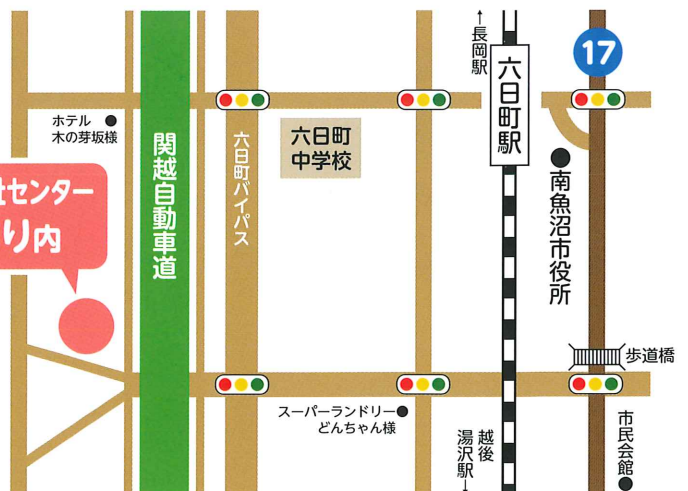 ↑長岡駅
17
六日町駅
ホテル ●
木の芽坂様
関越自動車道
六日町バイパス
六日町
中学校
センター
り内
南魚沼市役所
歩道橋
スーパーランドリー●
どんちゃん様
越後
湯沢駅→
市民会館